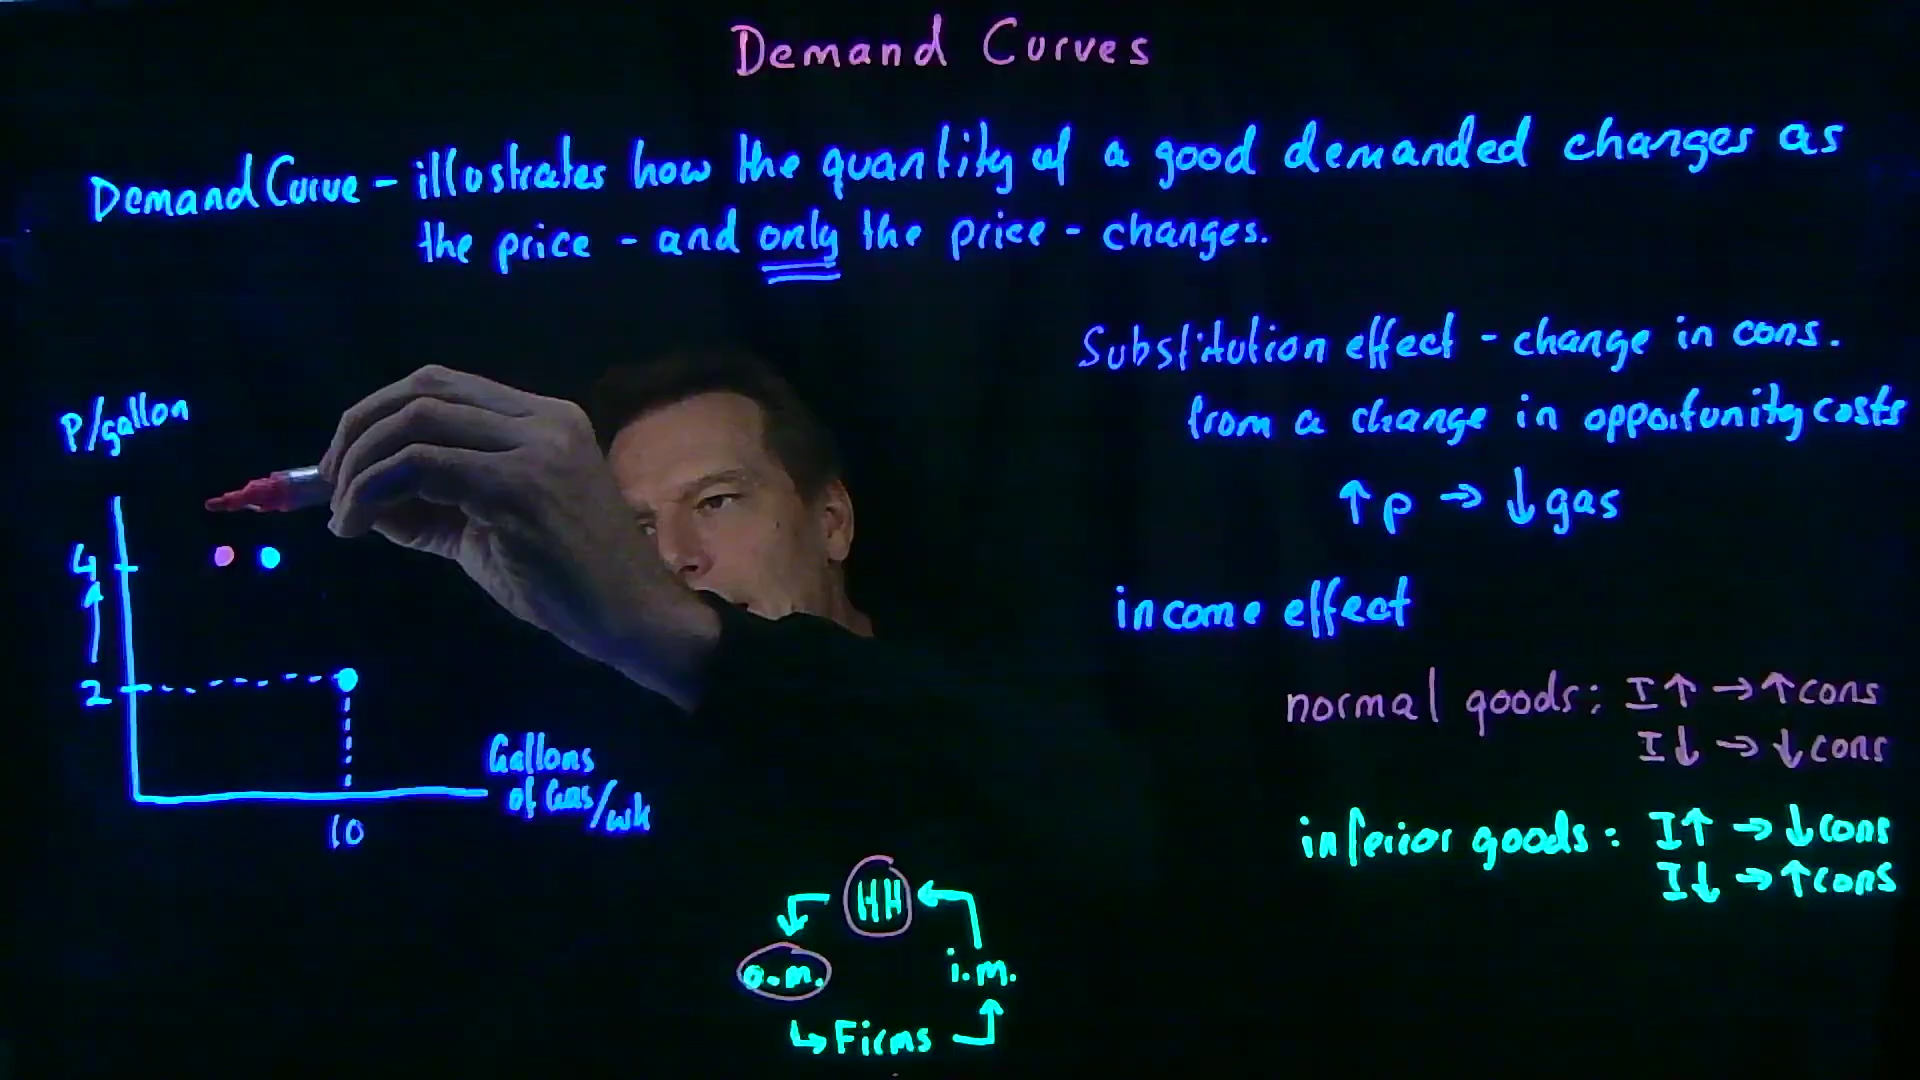 Demand Curves
Demand Curve - illustrates how the quantity of a good demanded changes as
the price - and only the price - changes.
Substitution effect - change in cons.
from a change in opportunity costs
↑ p → ↓ gas
P/gallon
4
2
10
Gallons
of Gas/wk
income effect
normal goods: I↑ → ↑ cons
I↓ → ↓ cons
inferior goods: I↑ → ↓ cons
I↓ → ↑ cons
HH
o.m.
i.m.
Firms